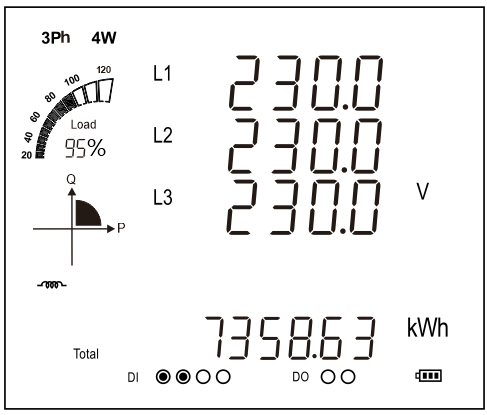 3Ph 4W
20 40 60 80 100 120
Load
95%
Q
P
L1 230.0
L2 230.0
L3 230.0
V
7358.63 kWh
Total
DI DO